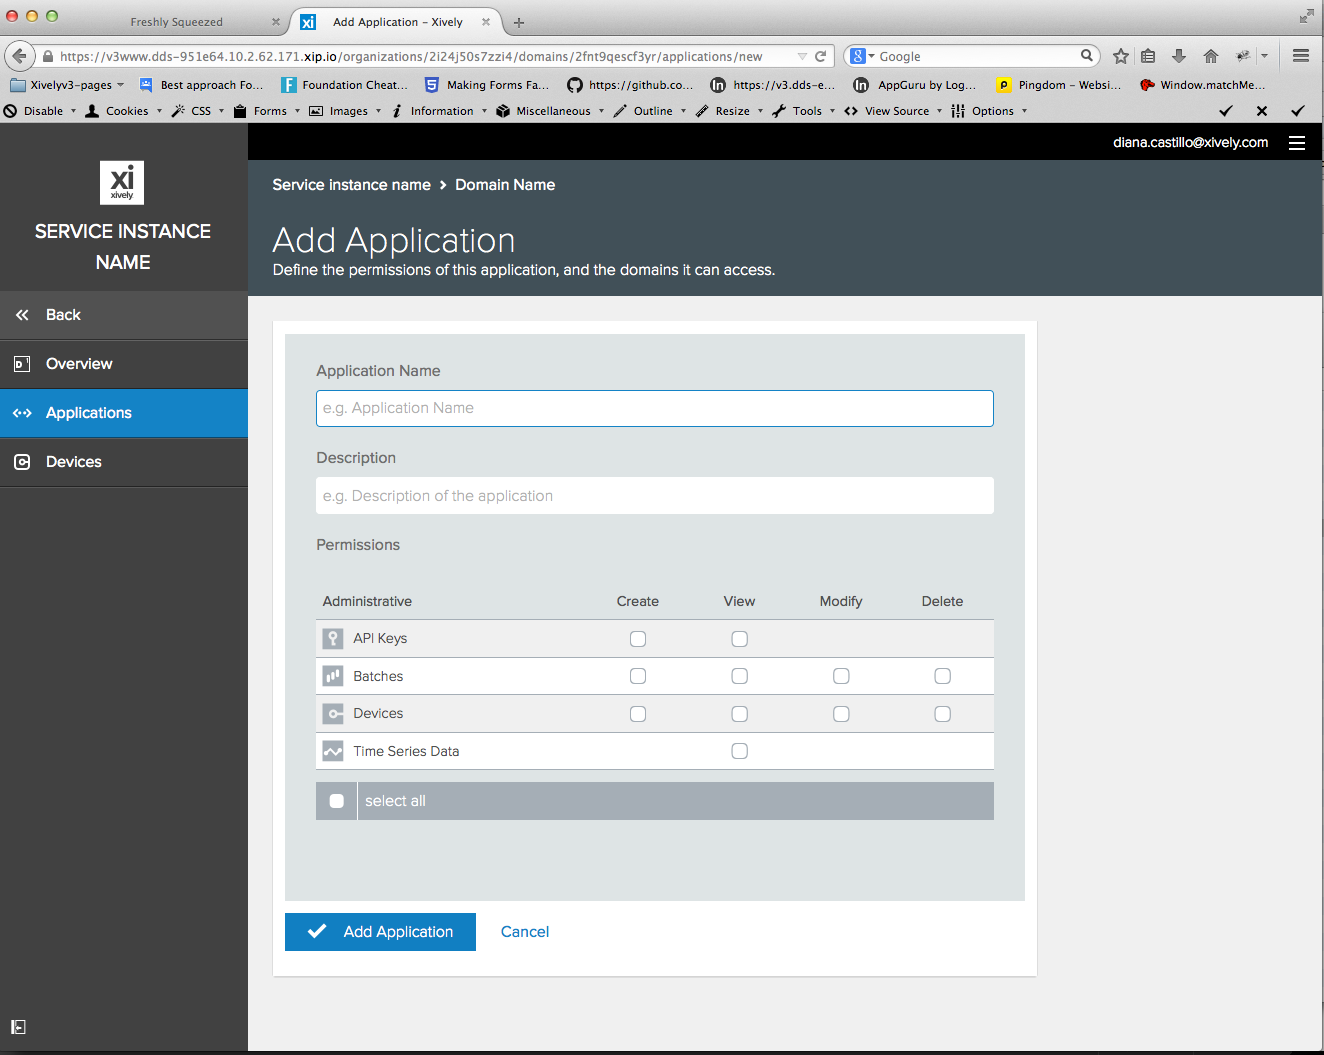 Freshly Squeezed
xi Add Application – Xively
https://v3www.dds-951e64.10.2.62.171.xip.io/organizations/2i24j50s7zzi4/domains/2fnt9qescf3yr/applications/new
8 Google
Xivelyv3-pages Best approach Fo... F Foundation Cheat... 5 Making Forms Fa... https://github.co... in https://v3.dds-e... in AppGuru by Log... P Pingdom – Websi... Window.matchMe...
Disable Cookies CSS Forms Images i Information Miscellaneous Outline Resize Tools View Source Options
diana.castillo@xively.com
xi
xively
SERVICE INSTANCE
NAME
Service instance name > Domain Name
Add Application
Define the permissions of this application, and the domains it can access.
Back
D Overview
Applications
Devices
Application Name
e.g. Application Name
Description
e.g. Description of the application
Permissions
Administrative Create View Modify Delete
API Keys
Batches
Devices
Time Series Data
select all
Add Application Cancel